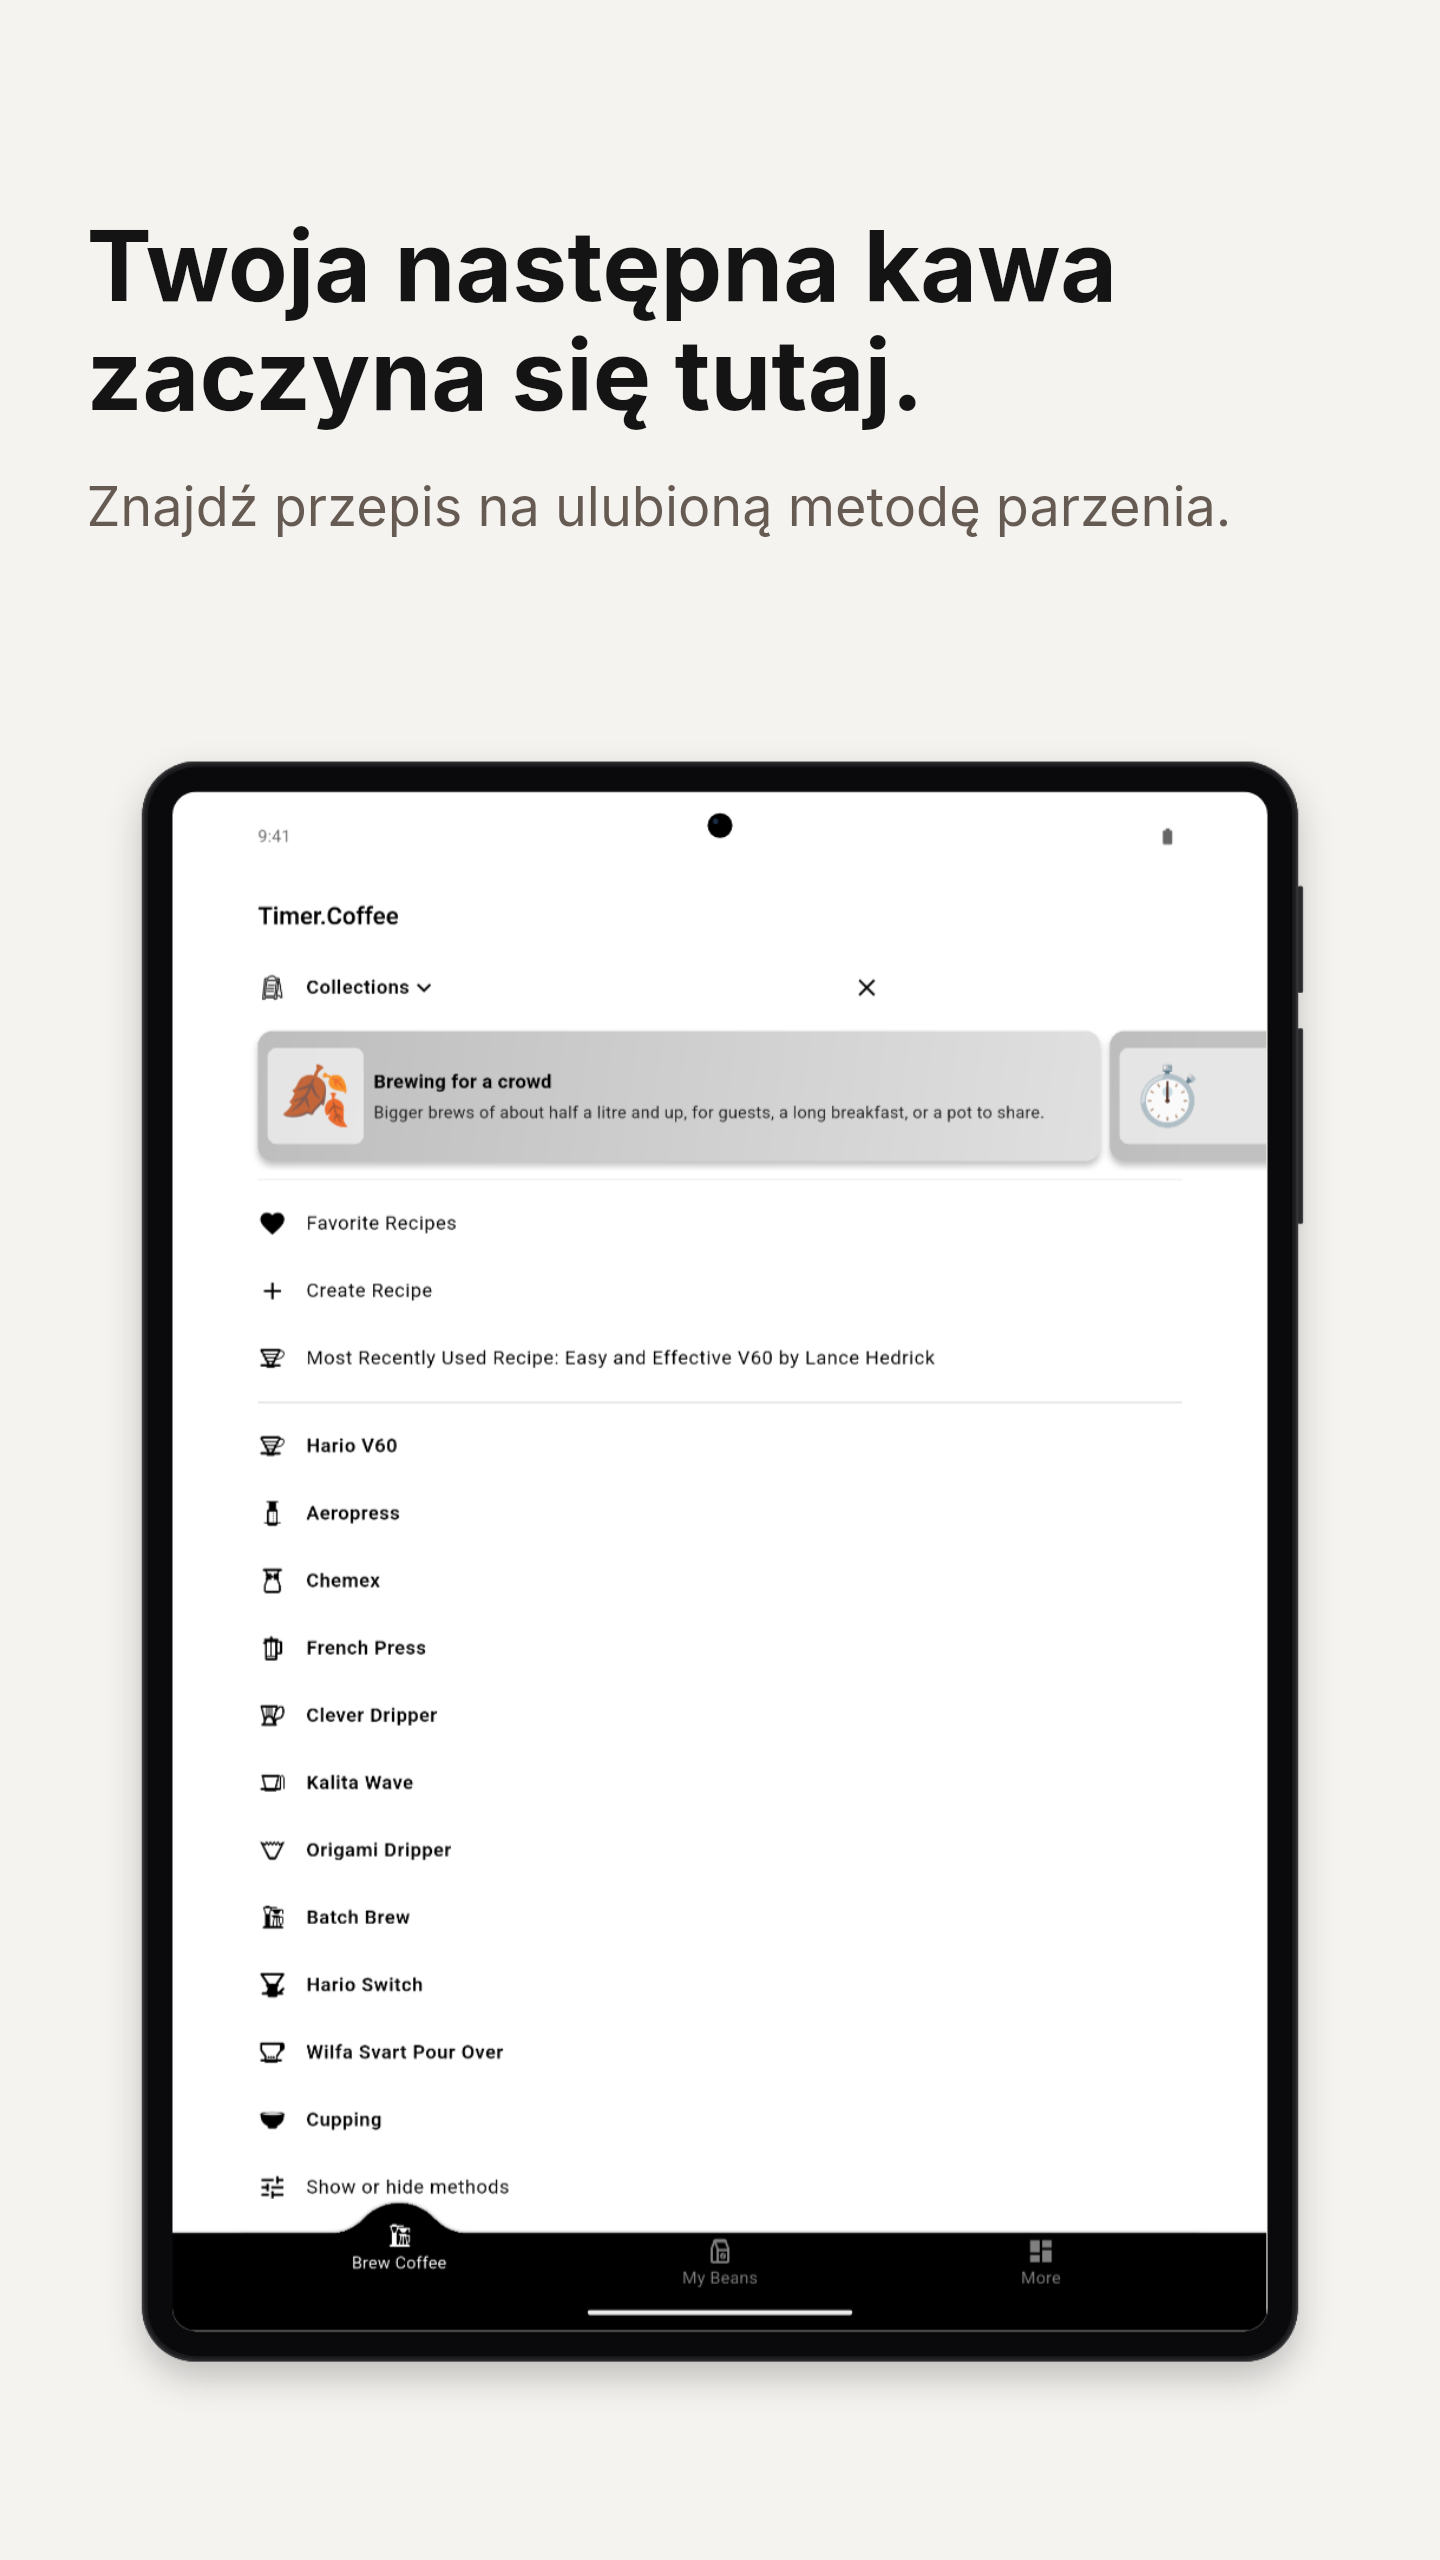 Twoja następna kawa
zaczyna się tutaj.
Znajdź przepis na ulubioną metodę parzenia.
9:41
Timer.Coffee
Collections
Brewing for a crowd
Bigger brews of about half a litre and up, for guests, a long breakfast, or a pot to share.
Favorite Recipes
Create Recipe
Most Recently Used Recipe: Easy and Effective V60 by Lance Hedrick
Hario V60
Aeropress
Chemex
French Press
Clever Dripper
Kalita Wave
Origami Dripper
Batch Brew
Hario Switch
Wilfa Svart Pour Over
Cupping
Show or hide methods
Brew Coffee
My Beans
More